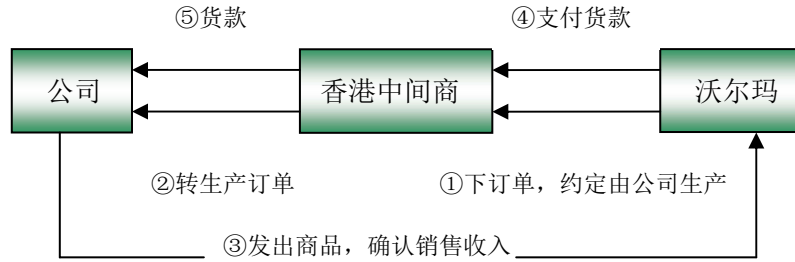 ⑤货款
④支付货款
公司
香港中间商
沃尔玛
②转生产订单
①下订单，约定由公司生产
③发出商品，确认销售收入